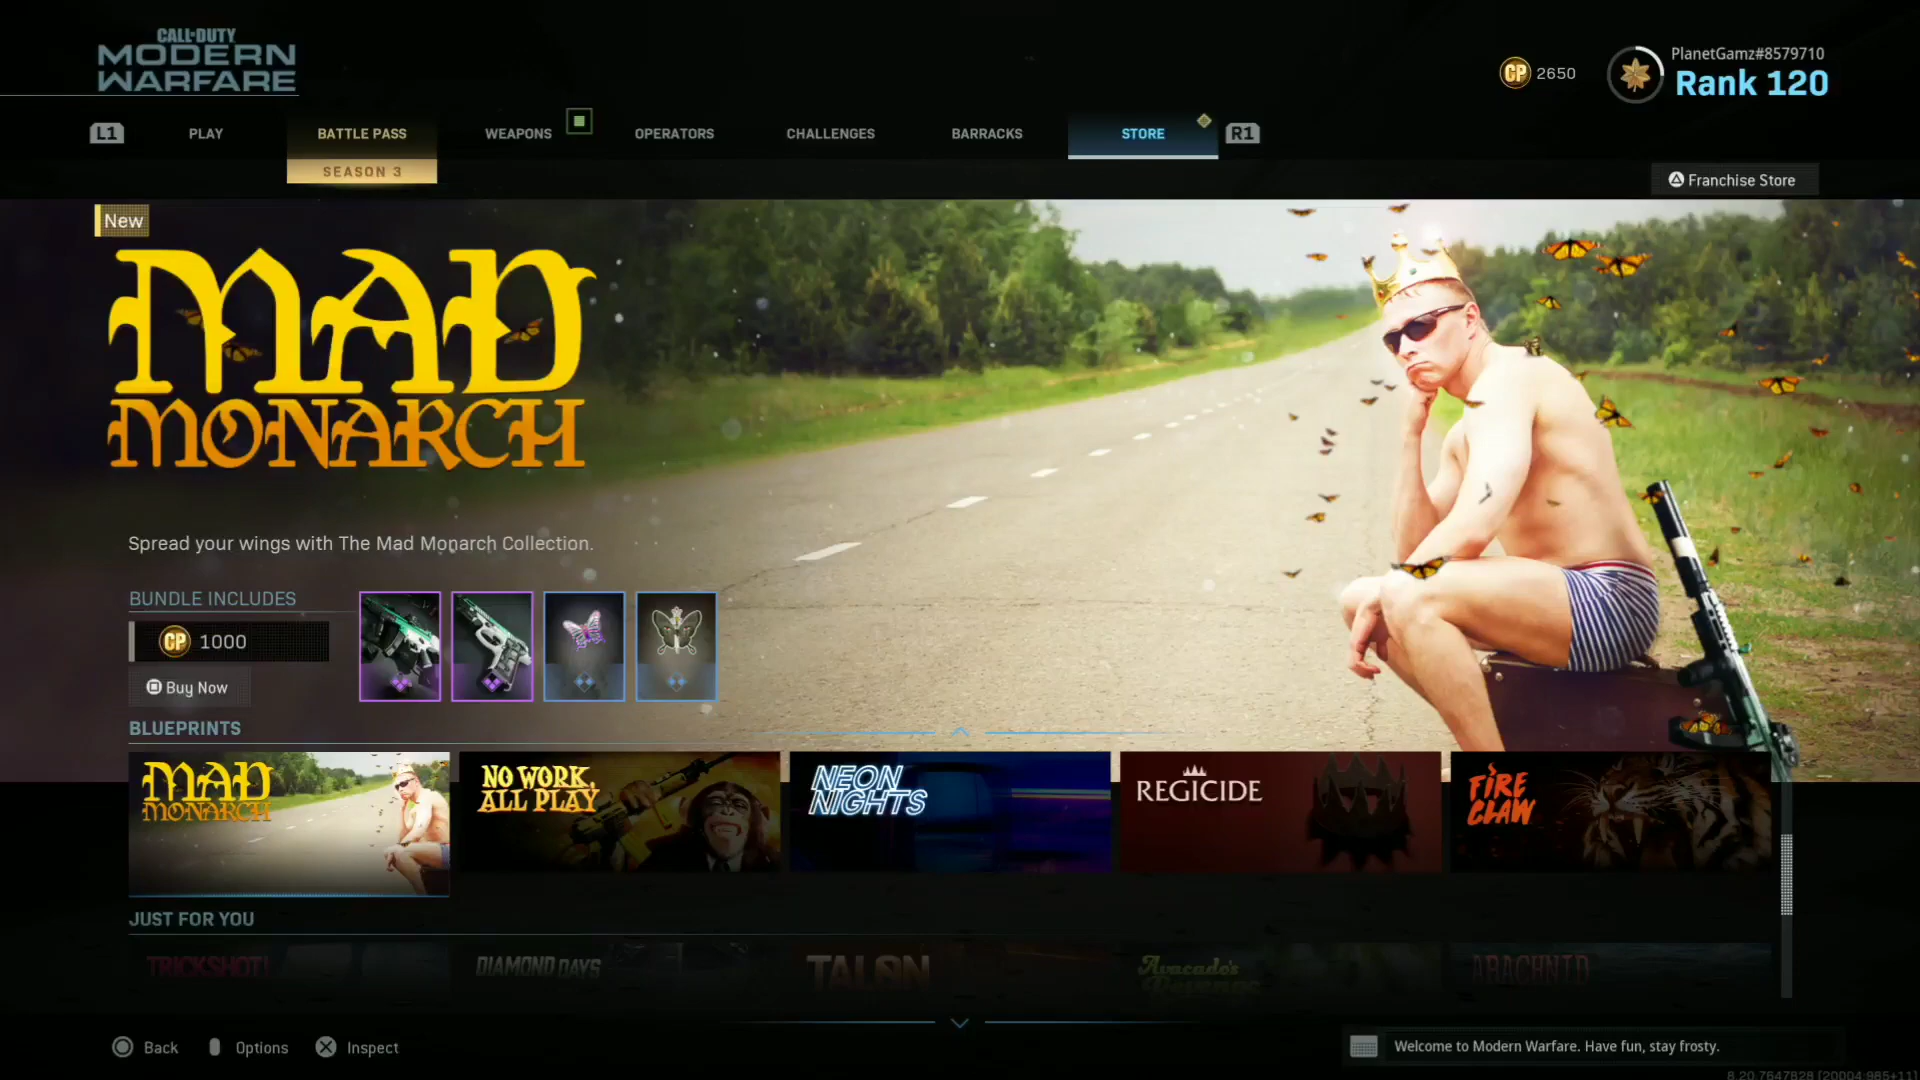 CALL OF DUTY
MODERN
WARFARE
CP 2650
PlanetGamz#8579710
Rank 120
L1
PLAY
BATTLE PASS
WEAPONS
OPERATORS
CHALLENGES
BARRACKS
STORE
R1
SEASON 3
Franchise Store
New
MAD
MONARCH
Spread your wings with The Mad Monarch Collection.
BUNDLE INCLUDES
CP 1000
Buy Now
BLUEPRINTS
MAD
MONARCH
NO WORK,
ALL PLAY
NEON
NIGHTS
REGICIDE
FIRE
CLAW
JUST FOR YOU
TRICKSHOT!
DIAMOND DAYS
TALON
Avocado's
Revenge
ARACHNID
Back
Options
Inspect
Welcome to Modern Warfare. Have fun, stay frosty.